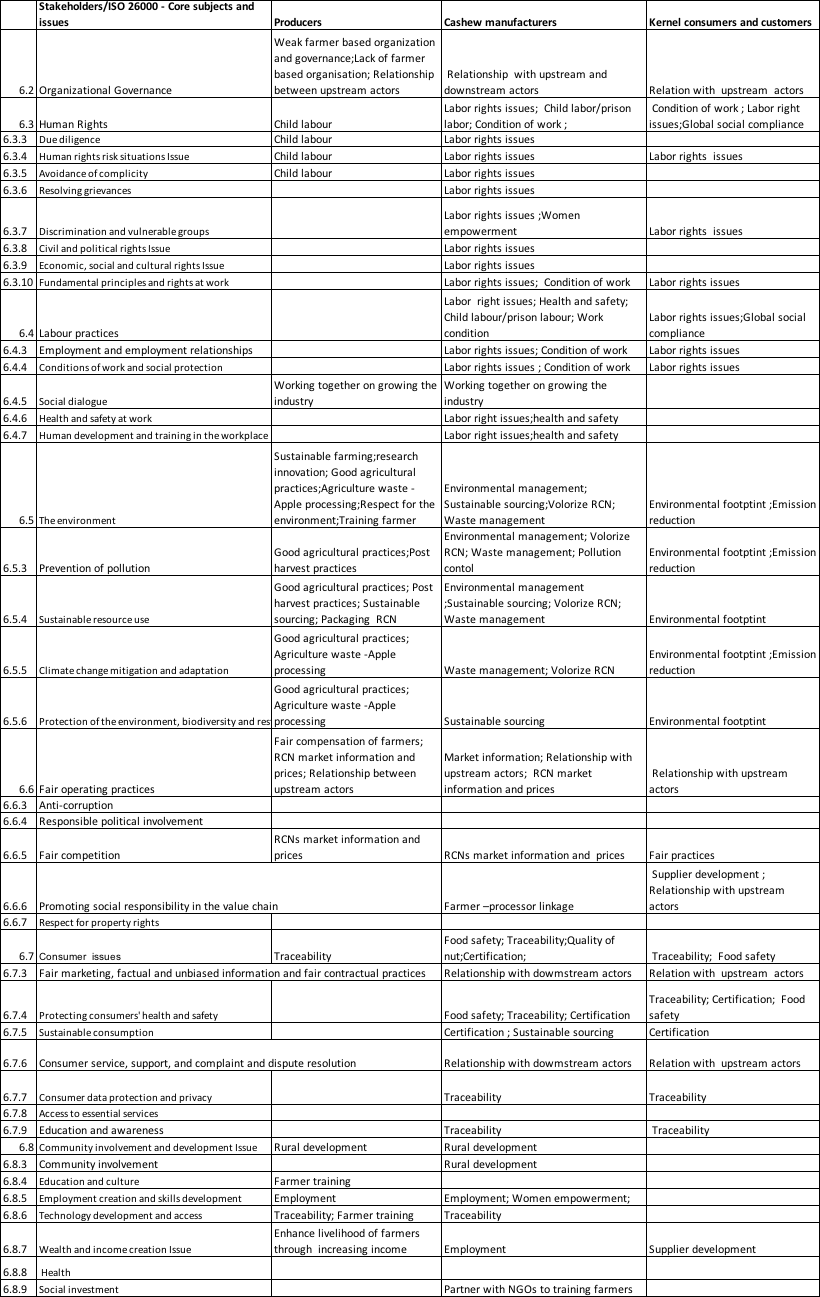 Stakeholders/ISO 26000 - Core subjects and
issues
Producers
Cashew manufacturers
Kernel consumers and customers
6.2 Organizational Governance
Weak farmer based organization
and governance;Lack of farmer
based organisation; Relationship
between upstream actors
Relationship with upstream and
downstream actors
Relation with upstream actors
6.3 Human Rights
Child labour
Labor rights issues; Child labor/prison
labor; Condition of work ;
Condition of work ; Labor right
issues;Global social compliance
6.3.3 Due diligence
Child labour
Labor rights issues
6.3.4 Human rights risk situations Issue
Child labour
Labor rights issues
Labor rights issues
6.3.5 Avoidance of complicity
Child labour
Labor rights issues
6.3.6 Resolving grievances
Labor rights issues
6.3.7 Discrimination and vulnerable groups
Labor rights issues ;Women
empowerment
Labor rights issues
6.3.8 Civil and political rights Issue
Labor rights issues
6.3.9 Economic, social and cultural rights Issue
Labor rights issues
6.3.10 Fundamental principles and rights at work
Labor rights issues; Condition of work
Labor rights issues
6.4 Labour practices
Labor right issues; Health and safety;
Child labour/prison labour; Work
condition
Labor rights issues;Global social
compliance
6.4.3 Employment and employment relationships
Labor rights issues; Condition of work
Labor rights issues
6.4.4 Conditions of work and social protection
Labor rights issues ; Condition of work
Labor rights issues
6.4.5 Social dialogue
Working together on growing the
industry
Working together on growing the
industry
6.4.6 Health and safety at work
Labor right issues;health and safety
6.4.7 Human development and training in the workplace
Labor right issues;health and safety
6.5 The environment
Sustainable farming;research
innovation; Good agricultural
practices;Agriculture waste -
Apple processing;Respect for the
environment;Training farmer
Environmental management;
Sustainable sourcing;Volorize RCN;
Waste management
Environmental footptint ;Emission
reduction
6.5.3 Prevention of pollution
Good agricultural practices;Post
harvest practices
Environmental management; Volorize
RCN; Waste management; Pollution
contol
Environmental footptint ;Emission
reduction
6.5.4 Sustainable resource use
Good agricultural practices; Post
harvest practices; Sustainable
sourcing; Packaging RCN
Environmental management
;Sustainable sourcing; Volorize RCN;
Waste management
Environmental footptint
6.5.5 Climate change mitigation and adaptation
Good agricultural practices;
Agriculture waste -Apple
processing
Waste management; Volorize RCN
Environmental footptint ;Emission
reduction
6.5.6 Protection of the environment, biodiversity and res
Good agricultural practices;
Agriculture waste -Apple
processing
Sustainable sourcing
Environmental footptint
6.6 Fair operating practices
Fair compensation of farmers;
RCN market information and
prices; Relationship between
upstream actors
Market information; Relationship with
upstream actors; RCN market
information and prices
Relationship with upstream
actors
6.6.3 Anti-corruption
6.6.4 Responsible political involvement
6.6.5 Fair competition
RCNs market information and
prices
RCNs market information and prices
Fair practices
6.6.6 Promoting social responsibility in the value chain
Farmer –processor linkage
Supplier development ;
Relationship with upstream
actors
6.6.7 Respect for property rights
6.7 Consumer issues
Traceability
Food safety; Traceability;Quality of
nut;Certification;
Traceability; Food safety
6.7.3 Fair marketing, factual and unbiased information and fair contractual practices
Relationship with dowmstream actors
Relation with upstream actors
6.7.4 Protecting consumers' health and safety
Food safety; Traceability; Certification
Traceability; Certification; Food
safety
6.7.5 Sustainable consumption
Certification ; Sustainable sourcing
Certification
6.7.6 Consumer service, support, and complaint and dispute resolution
Relationship with dowmstream actors
Relation with upstream actors
6.7.7 Consumer data protection and privacy
Traceability
Traceability
6.7.8 Access to essential services
6.7.9 Education and awareness
Traceability
Traceability
6.8 Community involvement and development Issue
Rural development
Rural development
6.8.3 Community involvement
Rural development
6.8.4 Education and culture
Farmer training
6.8.5 Employment creation and skills development
Employment
Employment; Women empowerment;
6.8.6 Technology development and access
Traceability; Farmer training
Traceability
6.8.7 Wealth and income creation Issue
Enhance livelihood of farmers
through increasing income
Employment
Supplier development
6.8.8 Health
6.8.9 Social investment
Partner with NGOs to training farmers